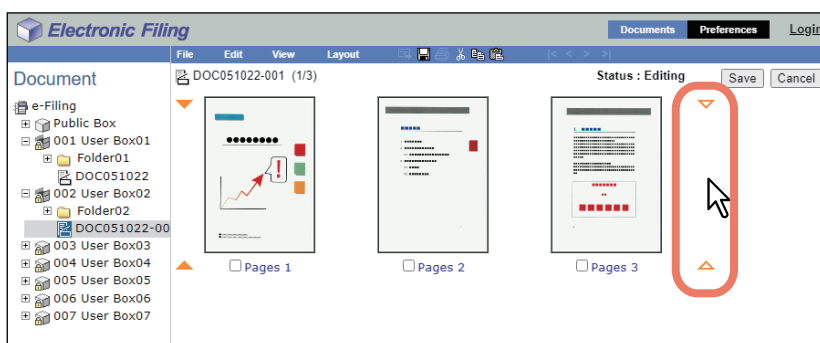 Electronic Filing
Documents Preferences Login
File Edit View Layout |< < > >|
Document
DOC051022-001 (1/3) Status : Editing Save Cancel
e-Filing
Public Box
001 User Box01
Folder01
DOC051022
002 User Box02
Folder02
DOC051022-00
003 User Box03
004 User Box04
005 User Box05
006 User Box06
007 User Box07
!
Pages 1 Pages 2 Pages 3